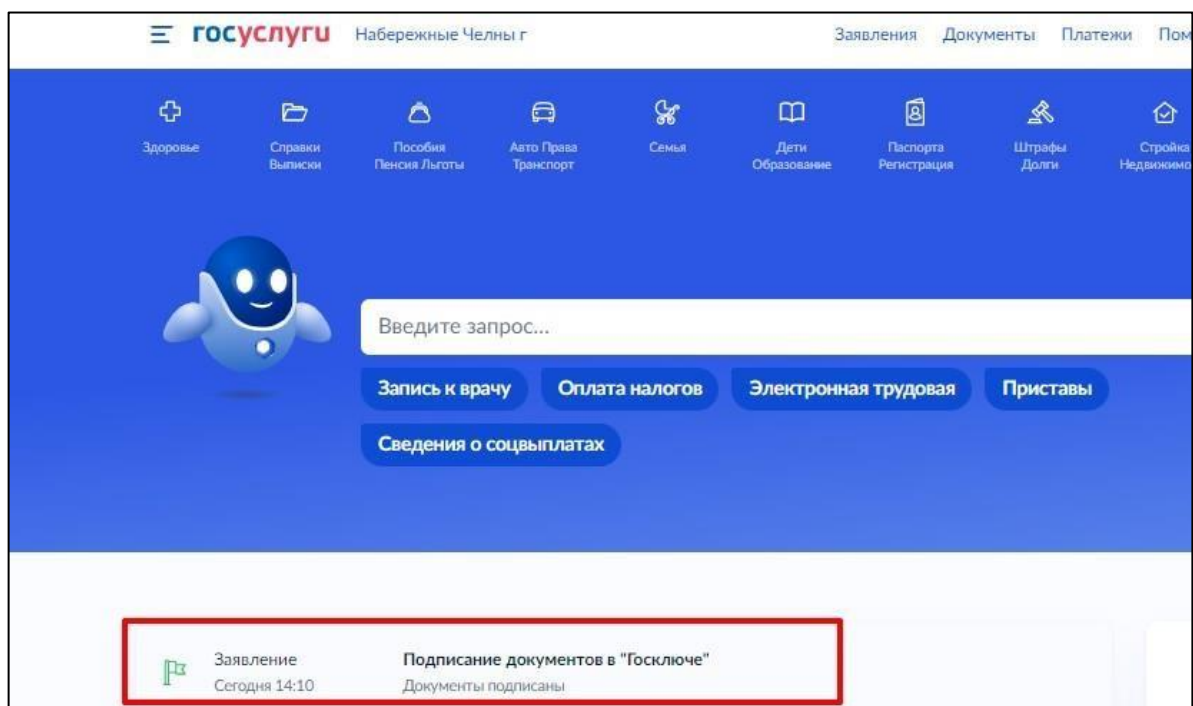 госуслуги Набережные Челны г Заявления Документы Платежи Пом
Здоровье Справки Выписки Пособия Пенсия Льготы Авто Права Транспорт Семья Дети Образование Паспорта Регистрация Штрафы Долги Стройка Недвижимо
Введите запрос...
Запись к врачу Оплата налогов Электронная трудовая Приставы
Сведения о соцвыплатах
Заявление Подписание документов в "Госключе"
Сегодня 14:10 Документы подписаны